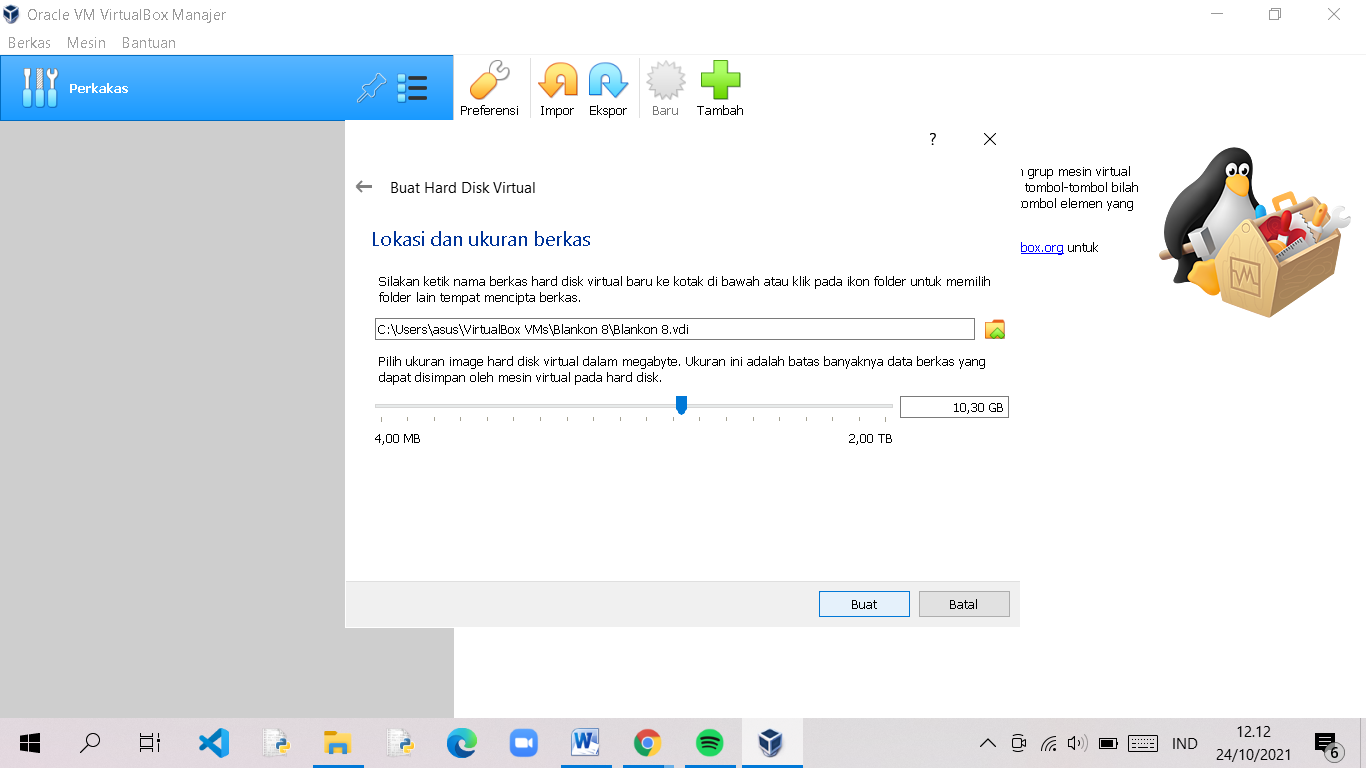 Oracle VM VirtualBox Manajer
Berkas Mesin Bantuan
Perkakas
Preferensi
Impor
Ekspor
Baru
Tambah
?
Buat Hard Disk Virtual
Lokasi dan ukuran berkas
Silakan ketik nama berkas hard disk virtual baru ke kotak di bawah atau klik pada ikon folder untuk memilih
folder lain tempat mencipta berkas.
C:\Users\asus\VirtualBox VMs\Blankon 8\Blankon 8.vdi
Pilih ukuran image hard disk virtual dalam megabyte. Ukuran ini adalah batas banyaknya data berkas yang
dapat disimpan oleh mesin virtual pada hard disk.
10,30 GB
4,00 MB
2,00 TB
Buat
Batal
grup mesin virtual
tombol-tombol bilah
tombol elemen yang
box.org untuk
IND
12.12
24/10/2021
6